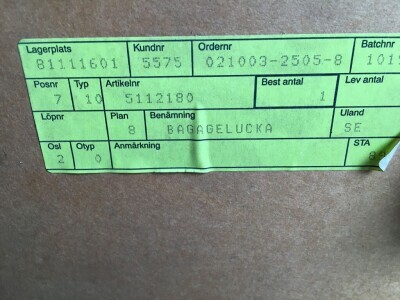 Lagerplats Kundnr Ordernr Batchnr
81111601 5575 021003-2505-8 101
Posnr Typ Artikelnr Best antal Lev antal
7 10 5112180 1
Löpnr Plan Benämning Uland
8 BAGAGELUCKA SE
Osl Otyp Anmärkning STA
2 0